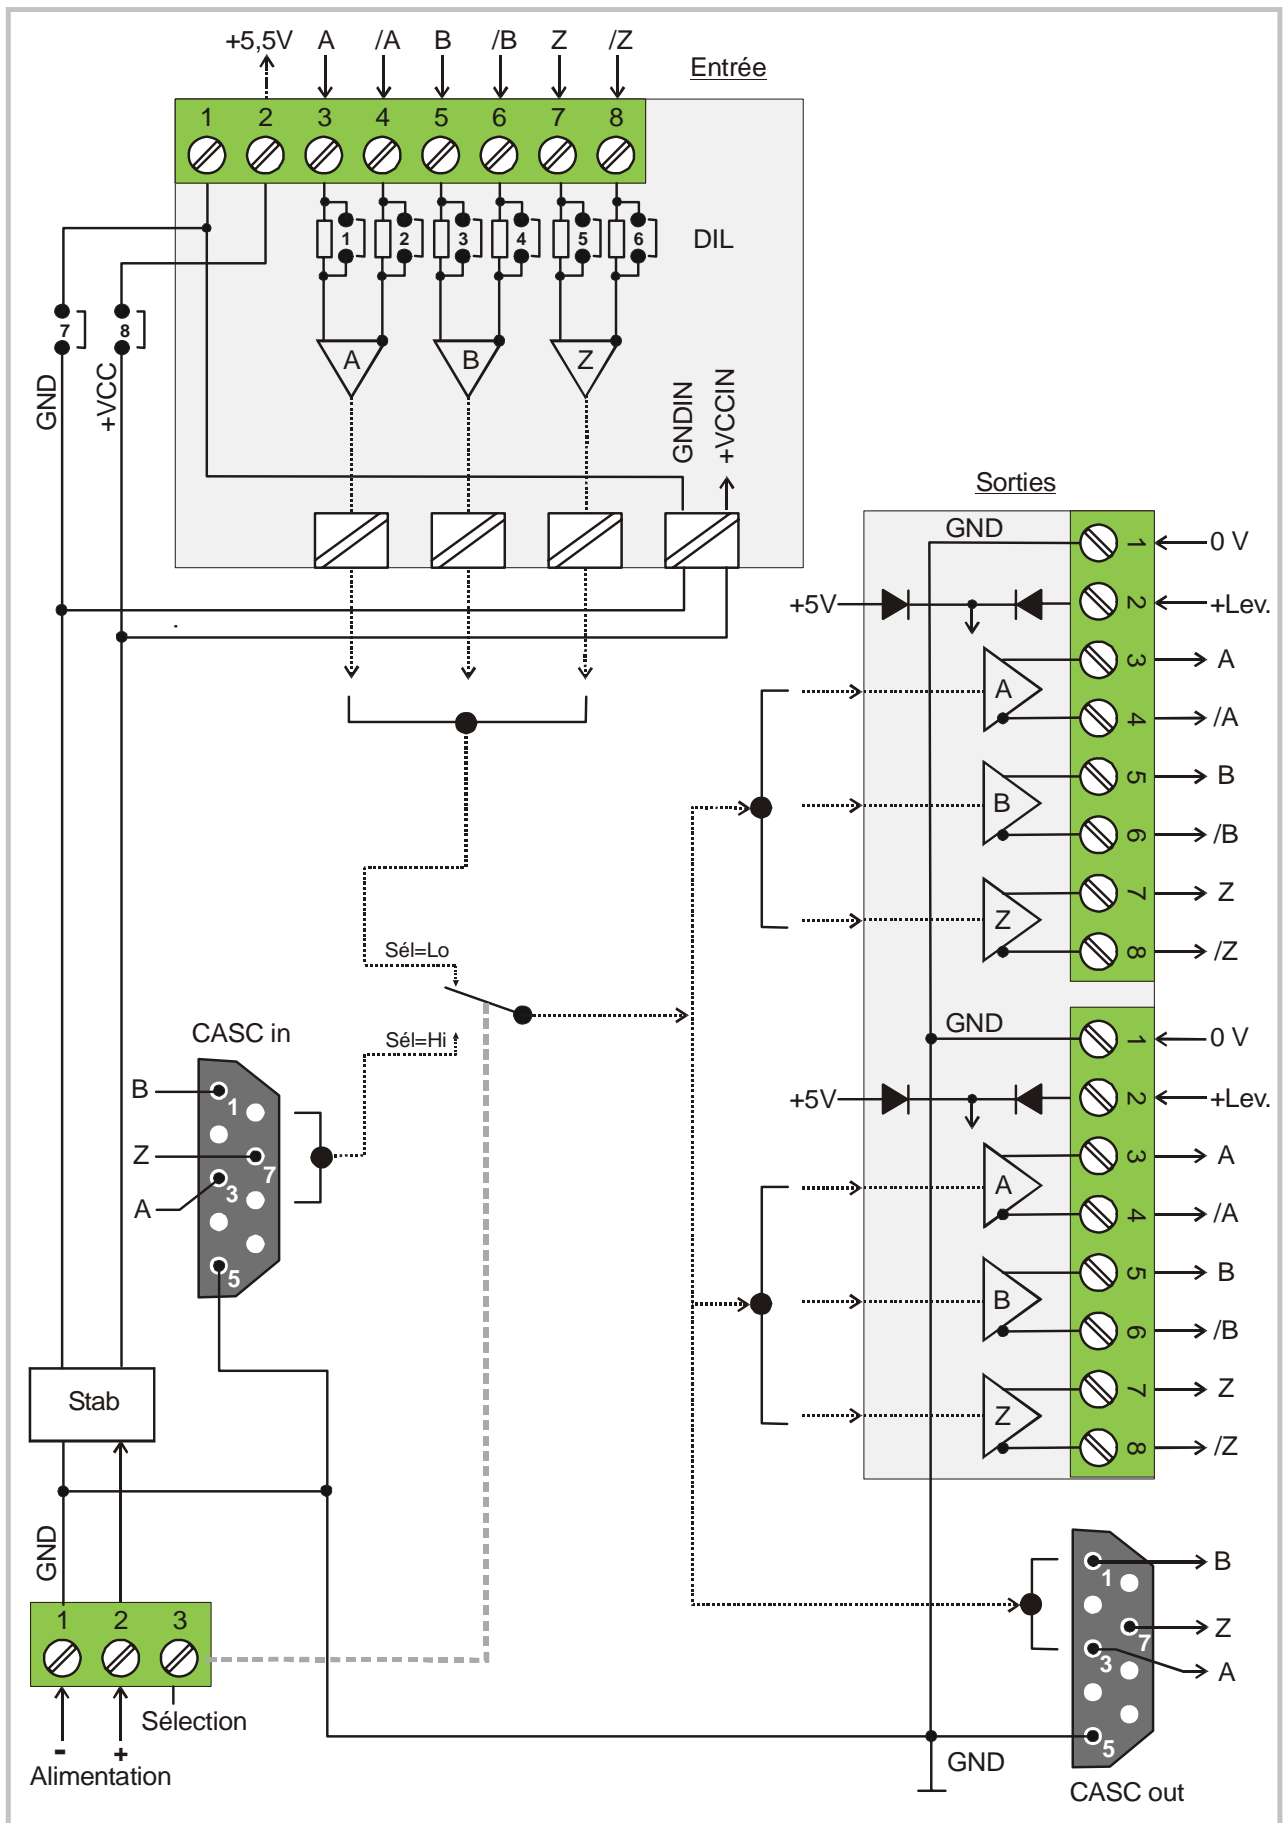 +5,5V A /A B /B Z /Z
Entrée
1 2 3 4 5 6 7 8
1 2 3 4 5 6
DIL
7 8
GND
+VCC
A B Z
GNDIN
+VCCIN
Sorties
GND
1 0 V
+5V
2 +Lev.
3 A
A
4 /A
5 B
B
6 /B
7 Z
Z
8 /Z
Sél=Lo
Sél=Hi
GND
1 0 V
+5V
2 +Lev.
3 A
A
4 /A
5 B
B
6 /B
7 Z
Z
8 /Z
CASC in
B 1
Z 7
A 3
5
Stab
GND
1 2 3
Sélection
- +
Alimentation
1 B
7 Z
3 A
5
GND
CASC out